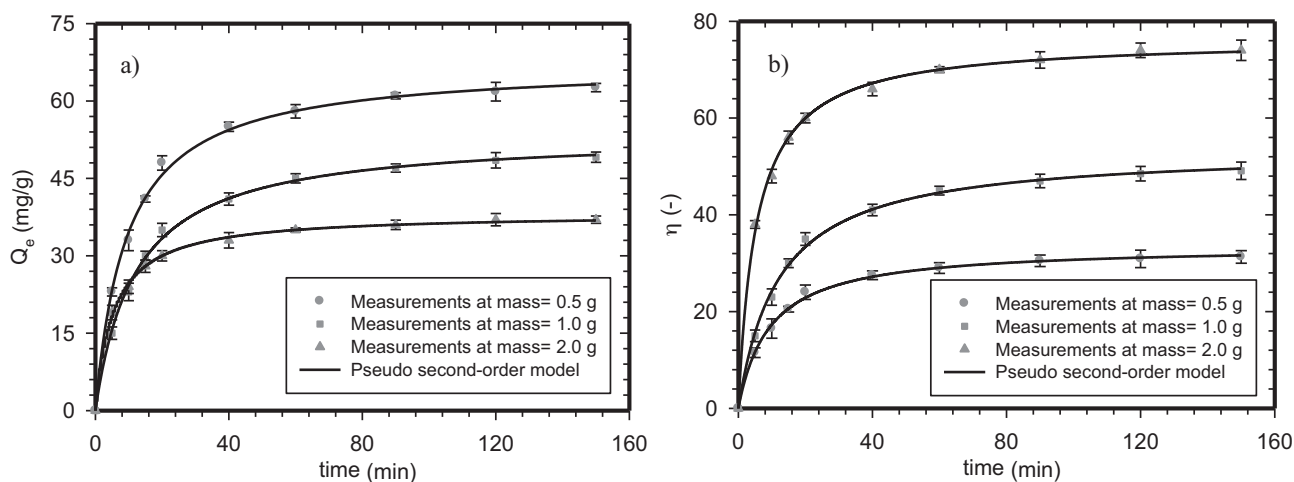 a)
75
60
45
30
15
0
Qe (mg/g)
Measurements at mass= 0.5 g
Measurements at mass= 1.0 g
Measurements at mass= 2.0 g
Pseudo second-order model
0 40 80 120 160
time (min)
b)
80
60
40
20
0
η (-)
Measurements at mass= 0.5 g
Measurements at mass= 1.0 g
Measurements at mass= 2.0 g
Pseudo second-order model
0 40 80 120 160
time (min)